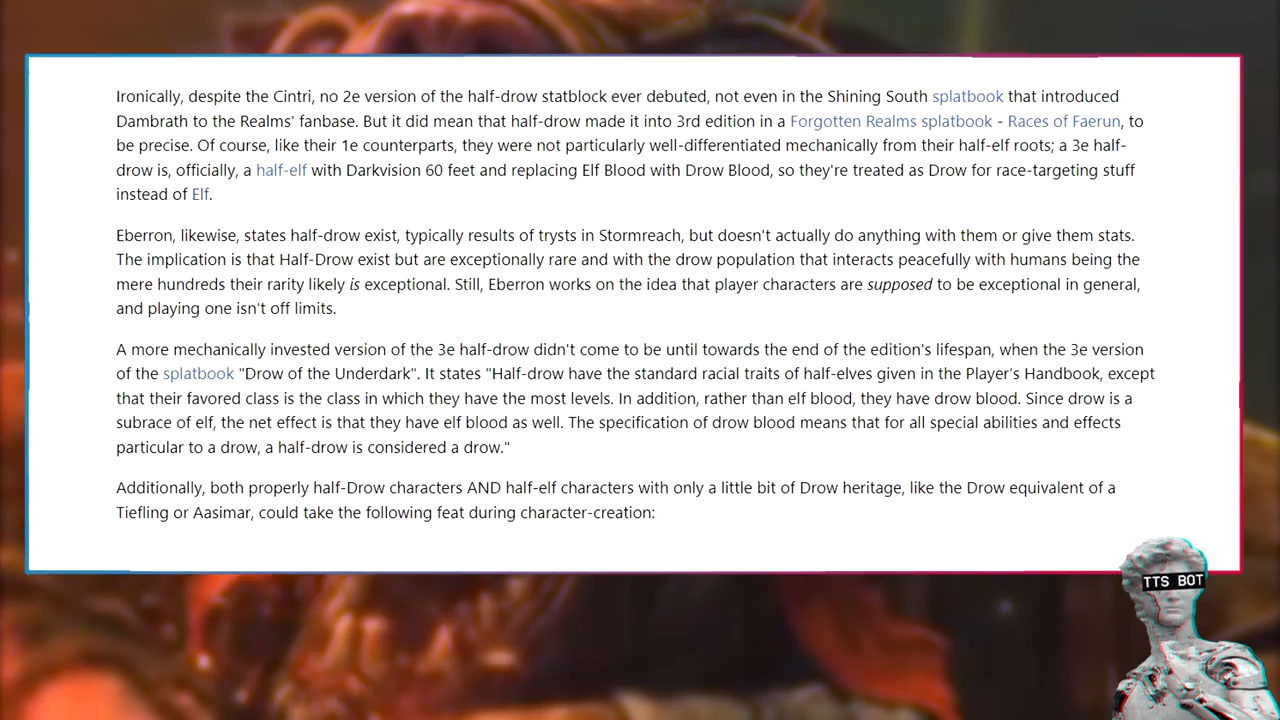 Ironically, despite the Cintri, no 2e version of the half-drow statblock ever debuted, not even in the Shining South splatbook that introduced
Dambrath to the Realms' fanbase. But it did mean that half-drow made it into 3rd edition in a Forgotten Realms splatbook - Races of Faerun, to
be precise. Of course, like their 1e counterparts, they were not particularly well-differentiated mechanically from their half-elf roots; a 3e half-
drow is, officially, a half-elf with Darkvision 60 feet and replacing Elf Blood with Drow Blood, so they're treated as Drow for race-targeting stuff
instead of Elf.
Eberron, likewise, states half-drow exist, typically results of trysts in Stormreach, but doesn't actually do anything with them or give them stats.
The implication is that Half-Drow exist but are exceptionally rare and with the drow population that interacts peacefully with humans being the
mere hundreds their rarity likely is exceptional. Still, Eberron works on the idea that player characters are supposed to be exceptional in general,
and playing one isn't off limits.
A more mechanically invested version of the 3e half-drow didn't come to be until towards the end of the edition's lifespan, when the 3e version
of the splatbook "Drow of the Underdark". It states "Half-drow have the standard racial traits of half-elves given in the Player's Handbook, except
that their favored class is the class in which they have the most levels. In addition, rather than elf blood, they have drow blood. Since drow is a
subrace of elf, the net effect is that they have elf blood as well. The specification of drow blood means that for all special abilities and effects
particular to a drow, a half-drow is considered a drow."
Additionally, both properly half-Drow characters AND half-elf characters with only a little bit of Drow heritage, like the Drow equivalent of a
Tiefling or Aasimar, could take the following feat during character-creation:
TTS BOT